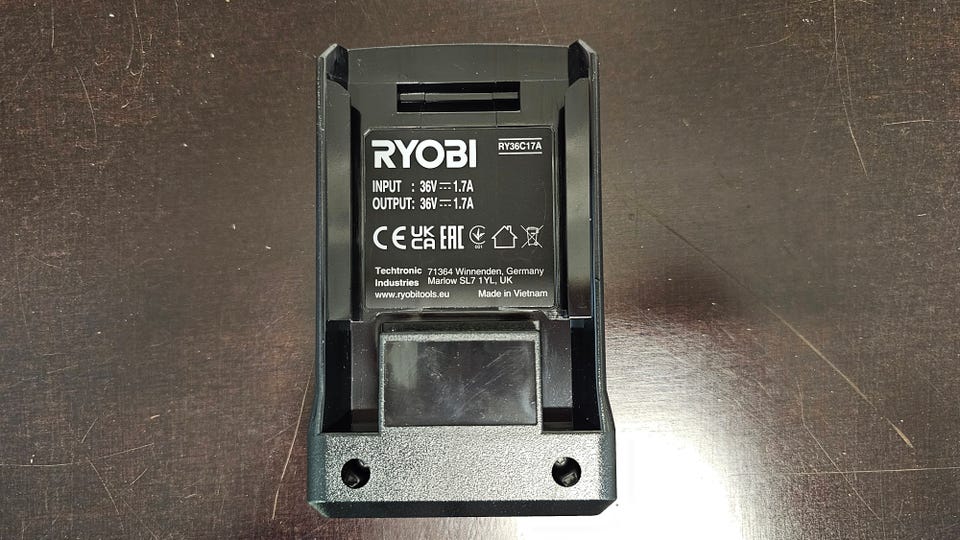 RYOBI RY36C17A
INPUT : 36V 1.7A
OUTPUT: 36V 1.7A
CE UK CA EAC 001
Techtronic 71364 Winnenden, Germany
Industries Marlow SL7 1YL, UK
www.ryobitools.eu Made in Vietnam